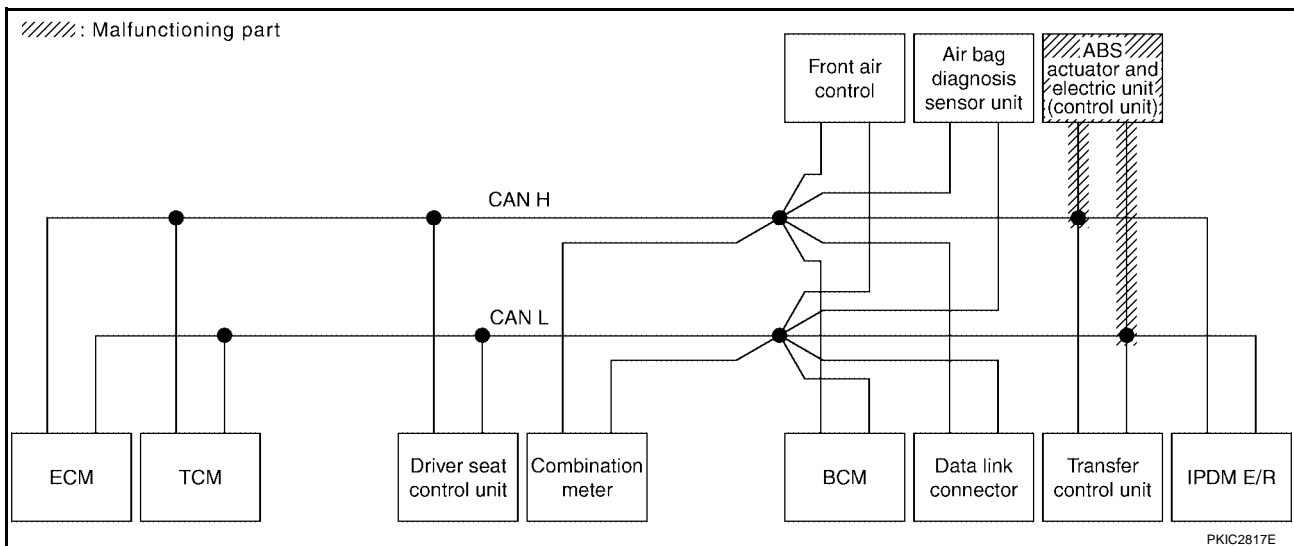 : Malfunctioning part
Front air
control
Air bag
diagnosis
sensor unit
ABS
actuator and
electric unit
(control unit)
CAN H
CAN L
ECM
TCM
Driver seat
control unit
Combination
meter
BCM
Data link
connector
Transfer
control unit
IPDM E/R
PKIC2817E